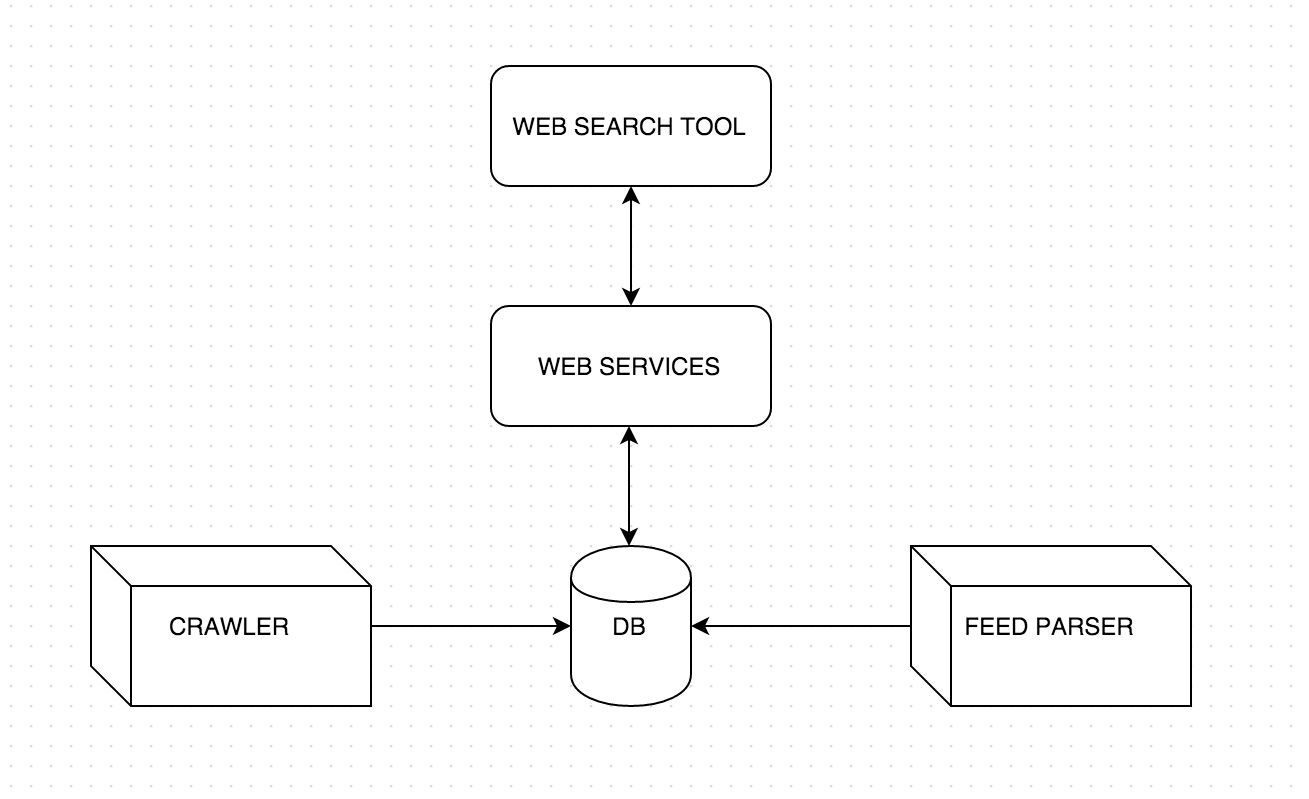 WEB SEARCH TOOL
WEB SERVICES
CRAWLER
DB
FEED PARSER